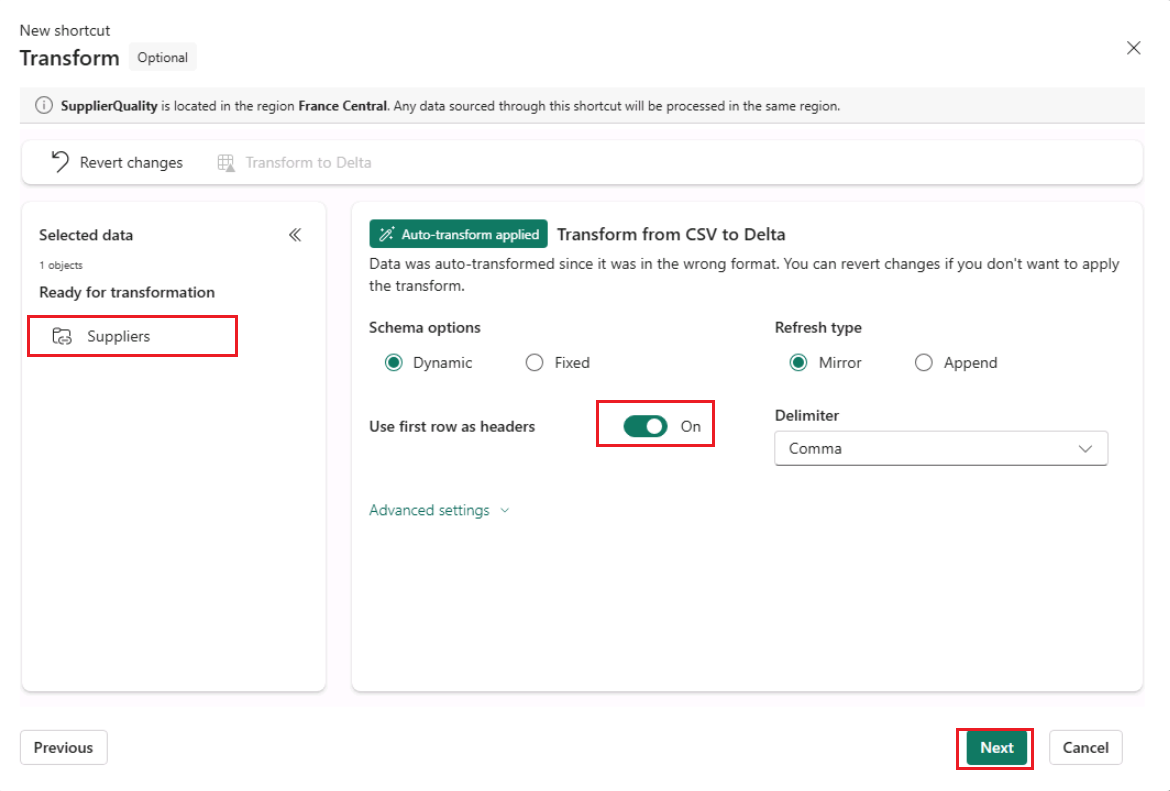 New shortcut
Transform Optional
SupplierQuality is located in the region France Central. Any data sourced through this shortcut will be processed in the same region.
Revert changes Transform to Delta
Selected data
1 objects
Ready for transformation
Suppliers
Auto-transform applied Transform from CSV to Delta
Data was auto-transformed since it was in the wrong format. You can revert changes if you don't want to apply
the transform.
Schema options
Dynamic Fixed
Refresh type
Mirror Append
Use first row as headers On
Delimiter
Comma
Advanced settings
Previous
Next
Cancel